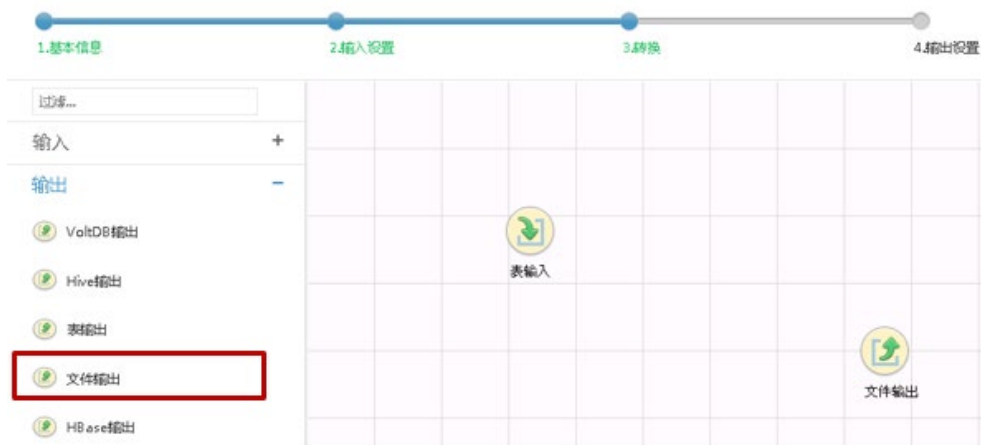 1.基本信息
2.输入设置
3.转换
4.输出设置
过滤...
输入 +
输出 −
VoltDB输出
Hive输出
表输出
文件输出
HBase输出
表输入
文件输出